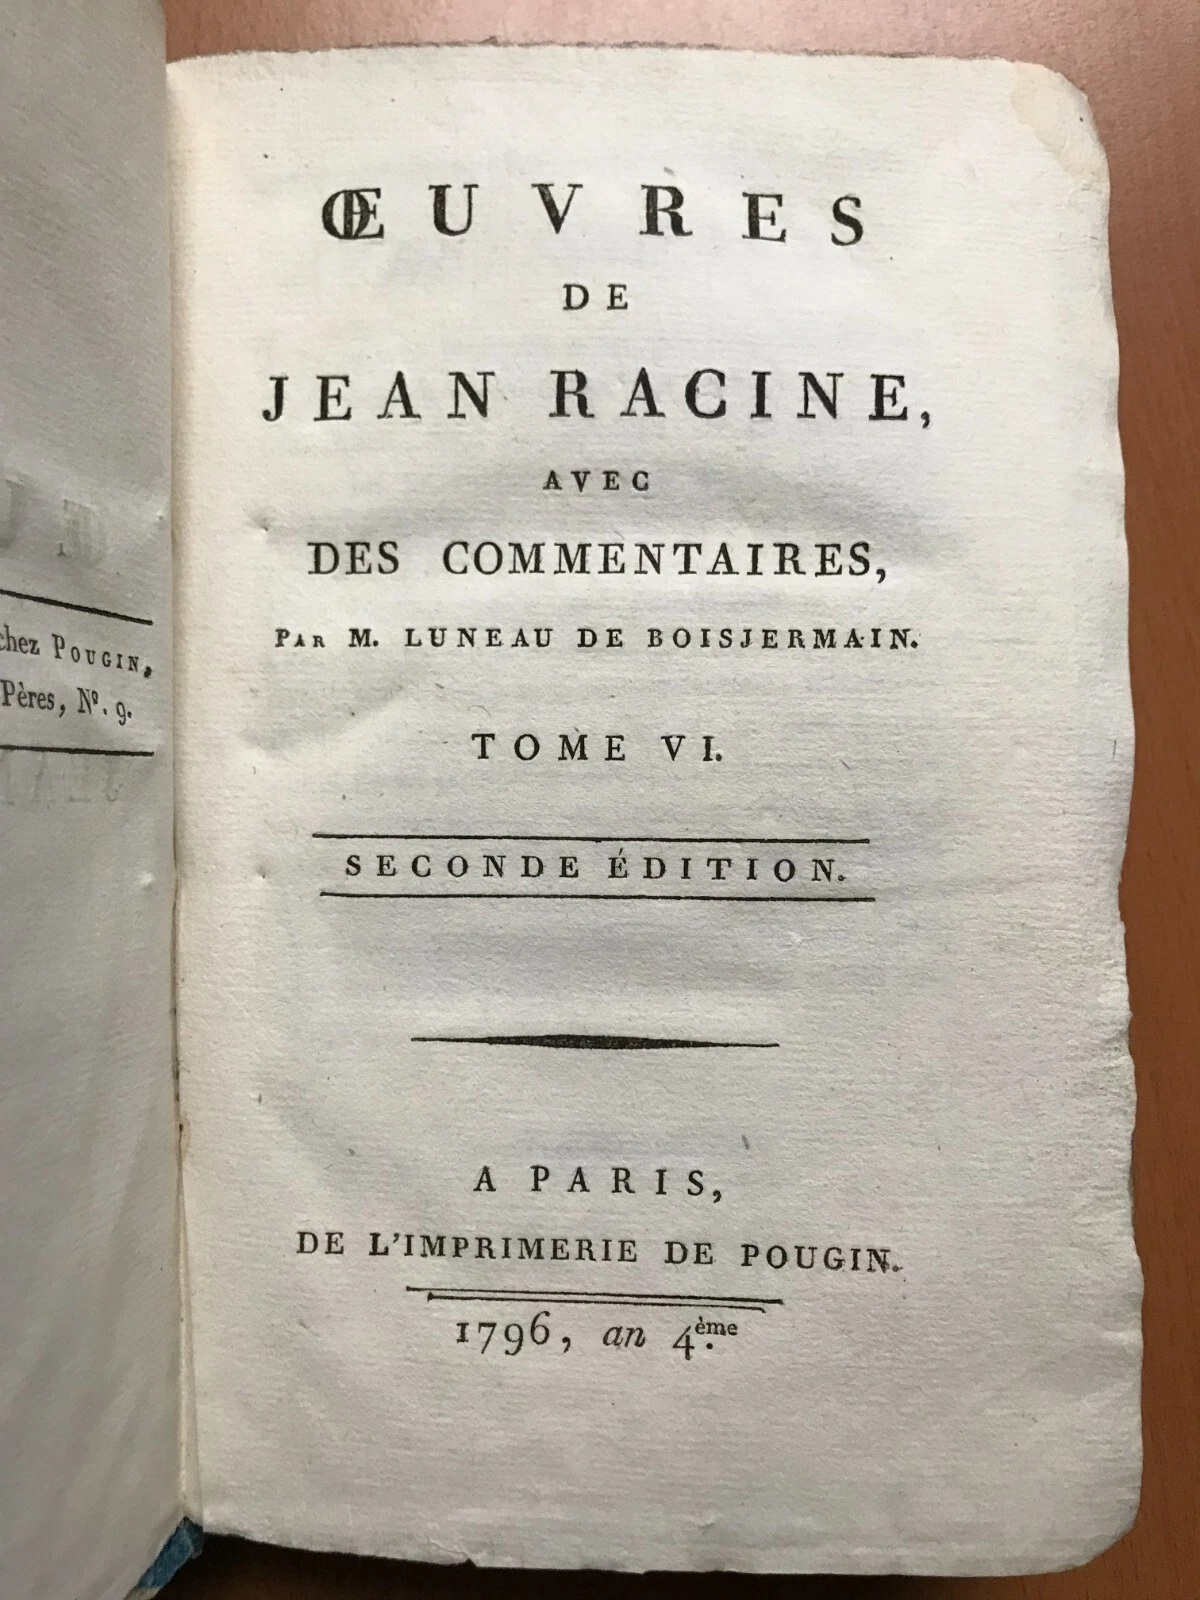 chez POUGIN,
Pères, Nº. 9.
ŒUVRES
DE
JEAN RACINE,
AVEC
DES COMMENTAIRES,
PAR M. LUNEAU DE BOISJERMAIN.
TOME VI.
SECONDE ÉDITION.
A PARIS,
DE L'IMPRIMERIE DE POUGIN.
1796, an 4.ème